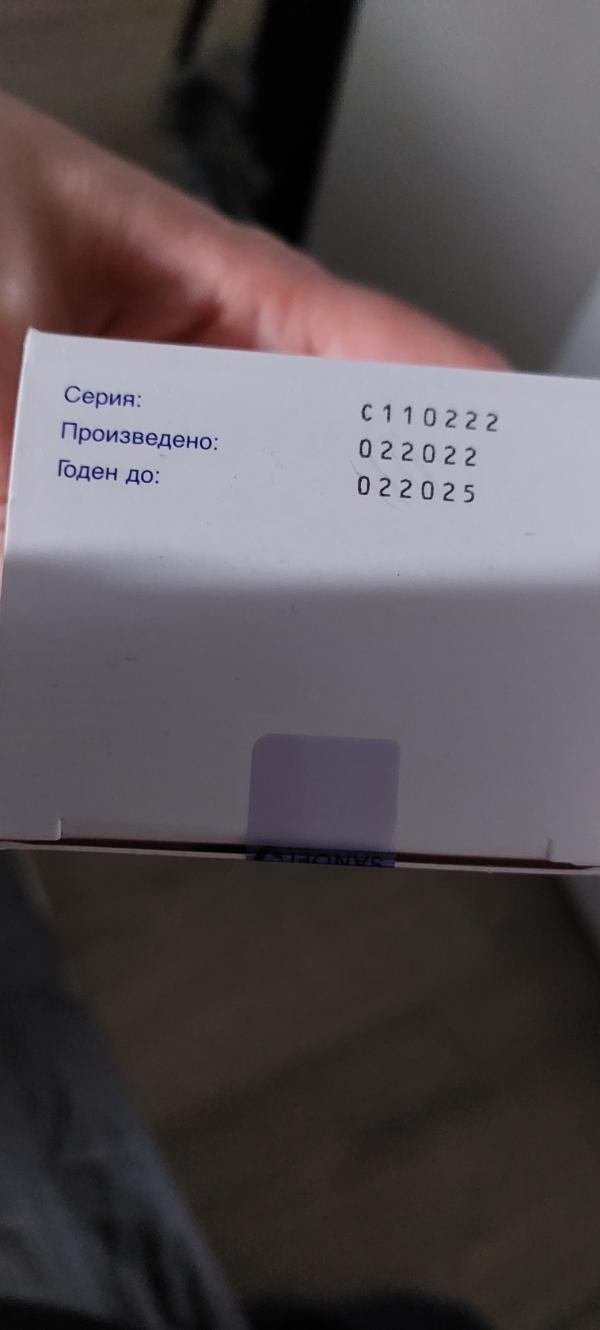 Серия: C110222
Произведено: 022022
Годен до: 022025